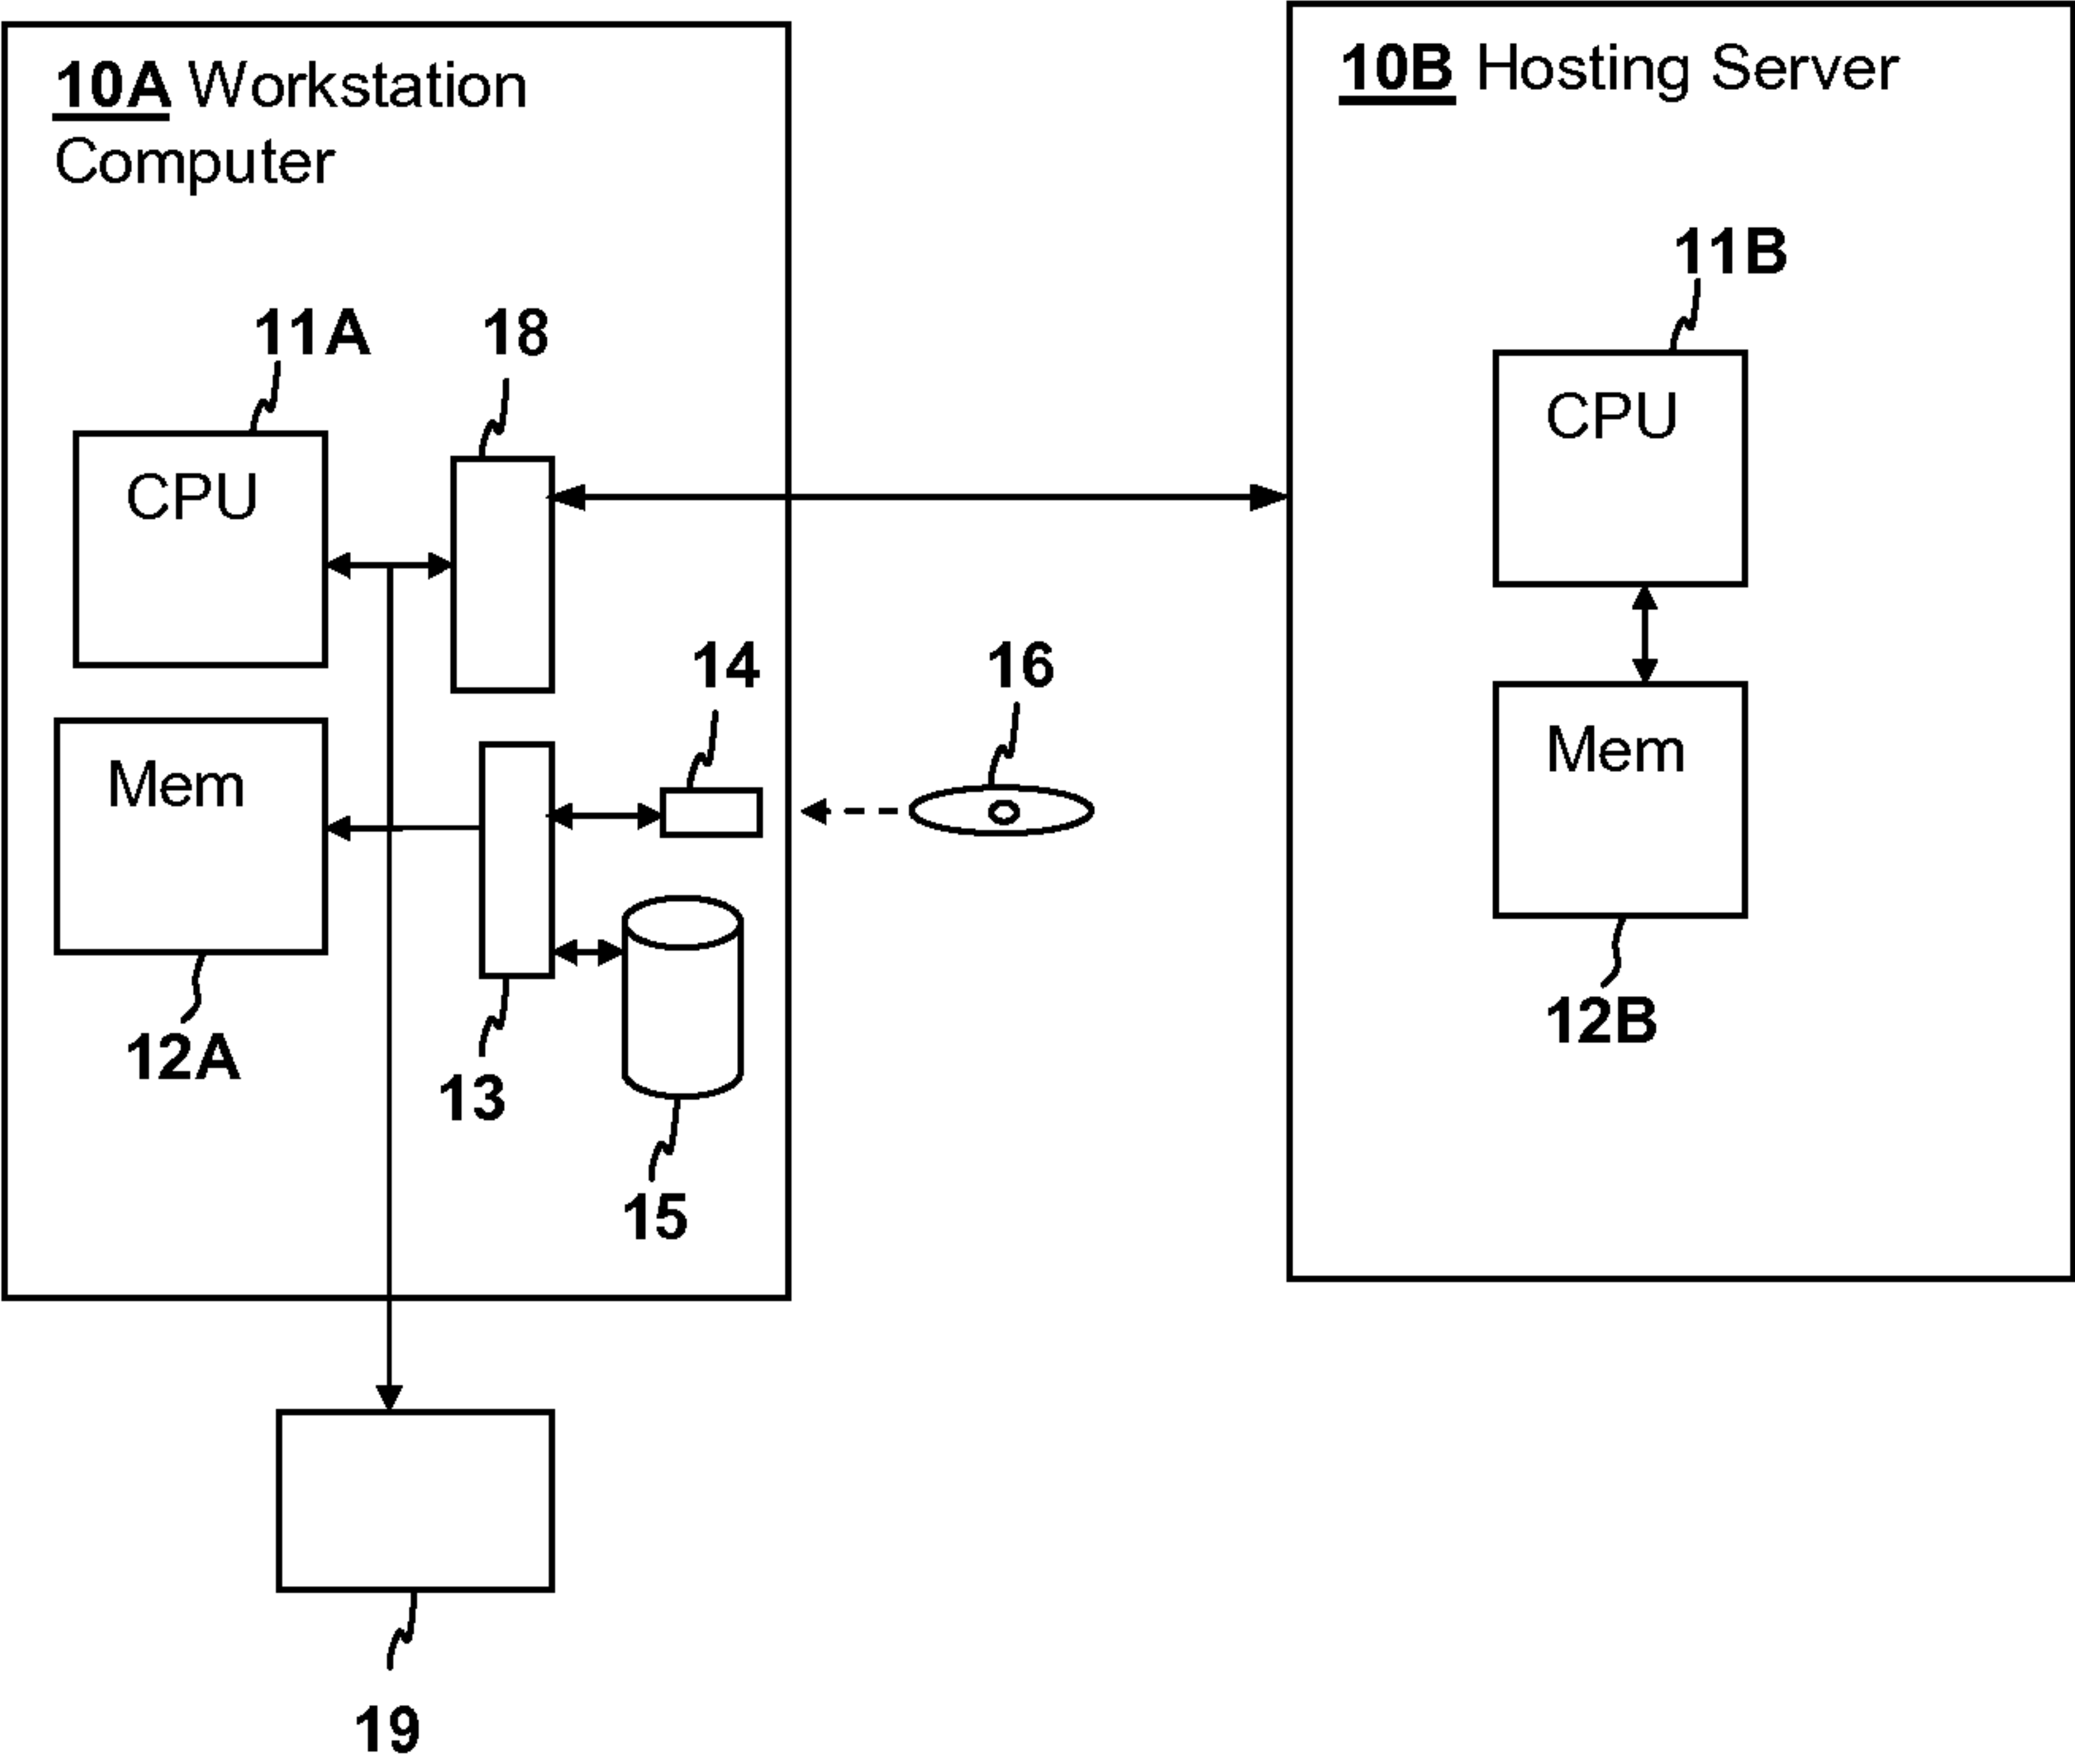 10A Workstation
Computer
10B Hosting Server
11B
11A
18
CPU
CPU
14
16
Mem
Mem
12B
12A
13
15
19